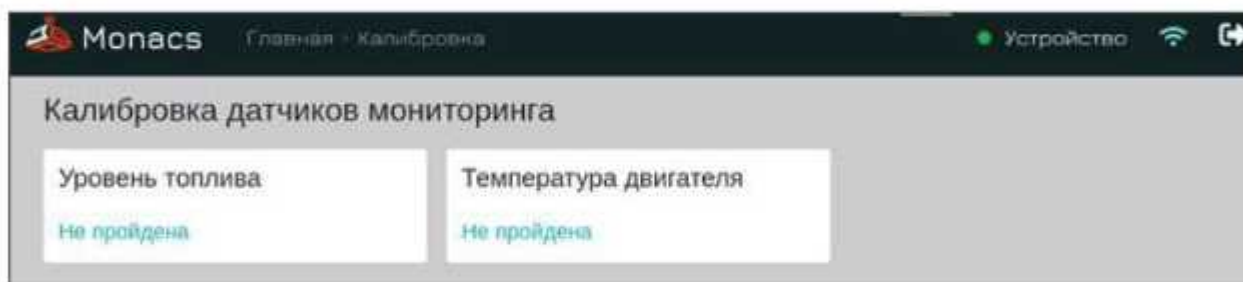 Monacs Главная › Калибровка Устройство
Калибровка датчиков мониторинга
Уровень топлива Температура двигателя
Не пройдена Не пройдена